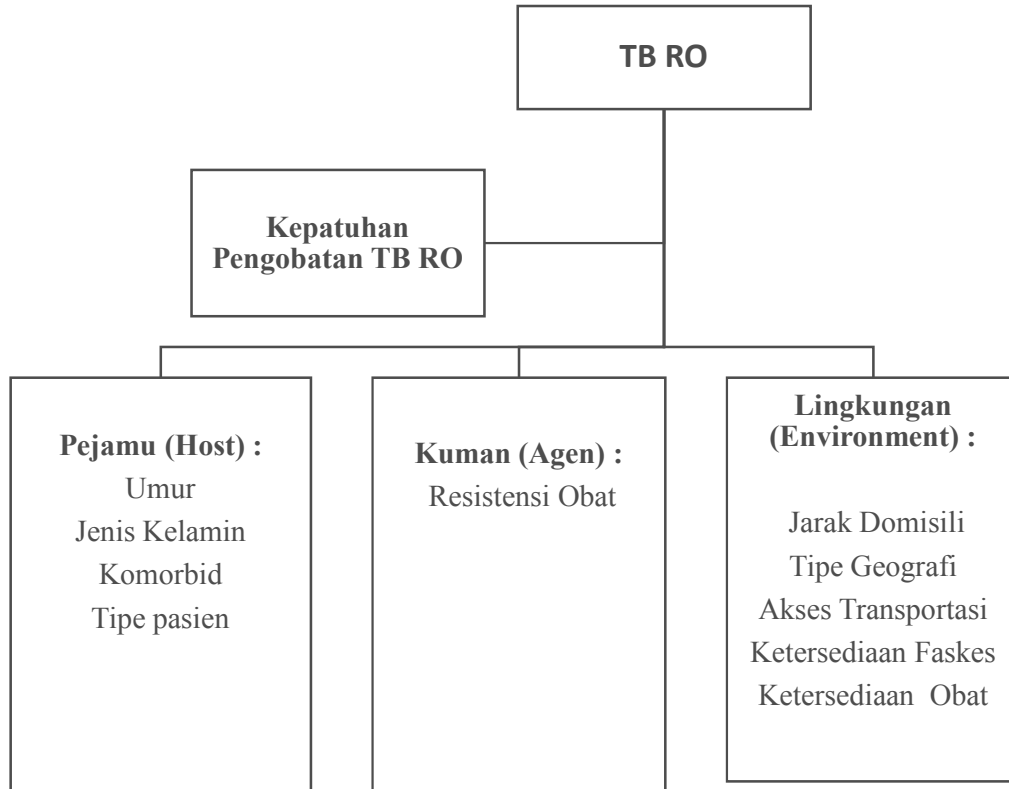 TB RO
Kepatuhan
Pengobatan TB RO
Pejamu (Host) :
Umur
Jenis Kelamin
Komorbid
Tipe pasien
Kuman (Agen) :
Resistensi Obat
Lingkungan
(Environment) :
Jarak Domisili
Tipe Geografi
Akses Transportasi
Ketersediaan Faskes
Ketersediaan Obat